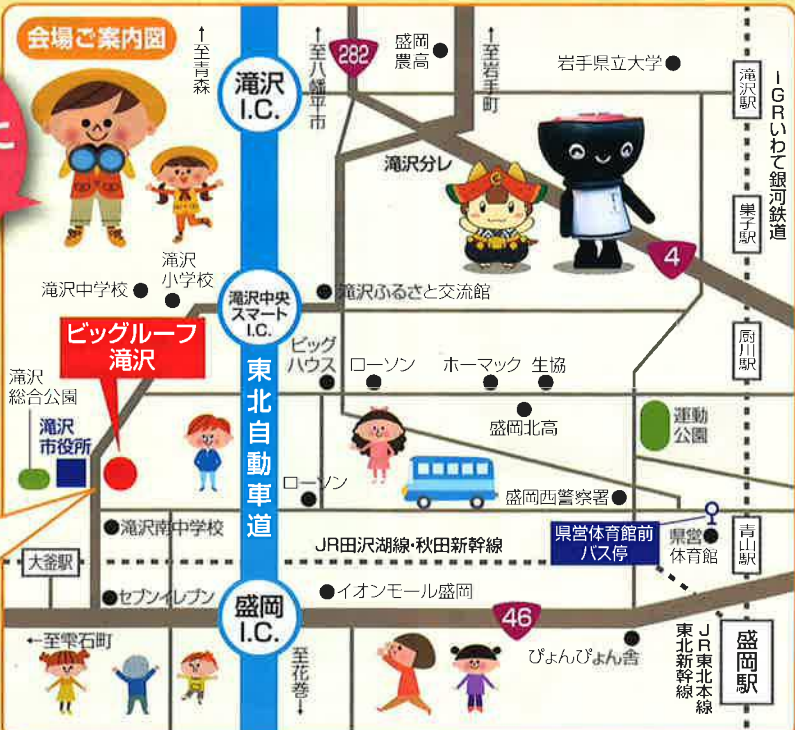 会場ご案内図
↑至青森
滝沢
I.C.
↑至八幡平市
282
盛岡
農高
↑至岩手町
岩手県立大学
滝沢駅
IGRいわて銀河鉄道
と
滝沢分レ
巣子駅
4
滝沢
小学校
滝沢中学校
滝沢中央
スマート
I.C.
滝沢ふるさと交流館
ビッグルーフ
滝沢
厨川駅
ビッグ
ハウス
ローソン
ホーマック
生協
滝沢
総合公園
滝沢
市役所
東北自動車道
盛岡北高
運動
公園
ローソン
盛岡西警察署
滝沢南中学校
JR田沢湖線・秋田新幹線
県営体育館前
バス停
県営
体育館
青山駅
大釜駅
セブンイレブン
盛岡
I.C.
イオンモール盛岡
46
←至雫石町
至花巻→
ぴょんぴょん舎
JR東北本線
東北新幹線
盛岡駅